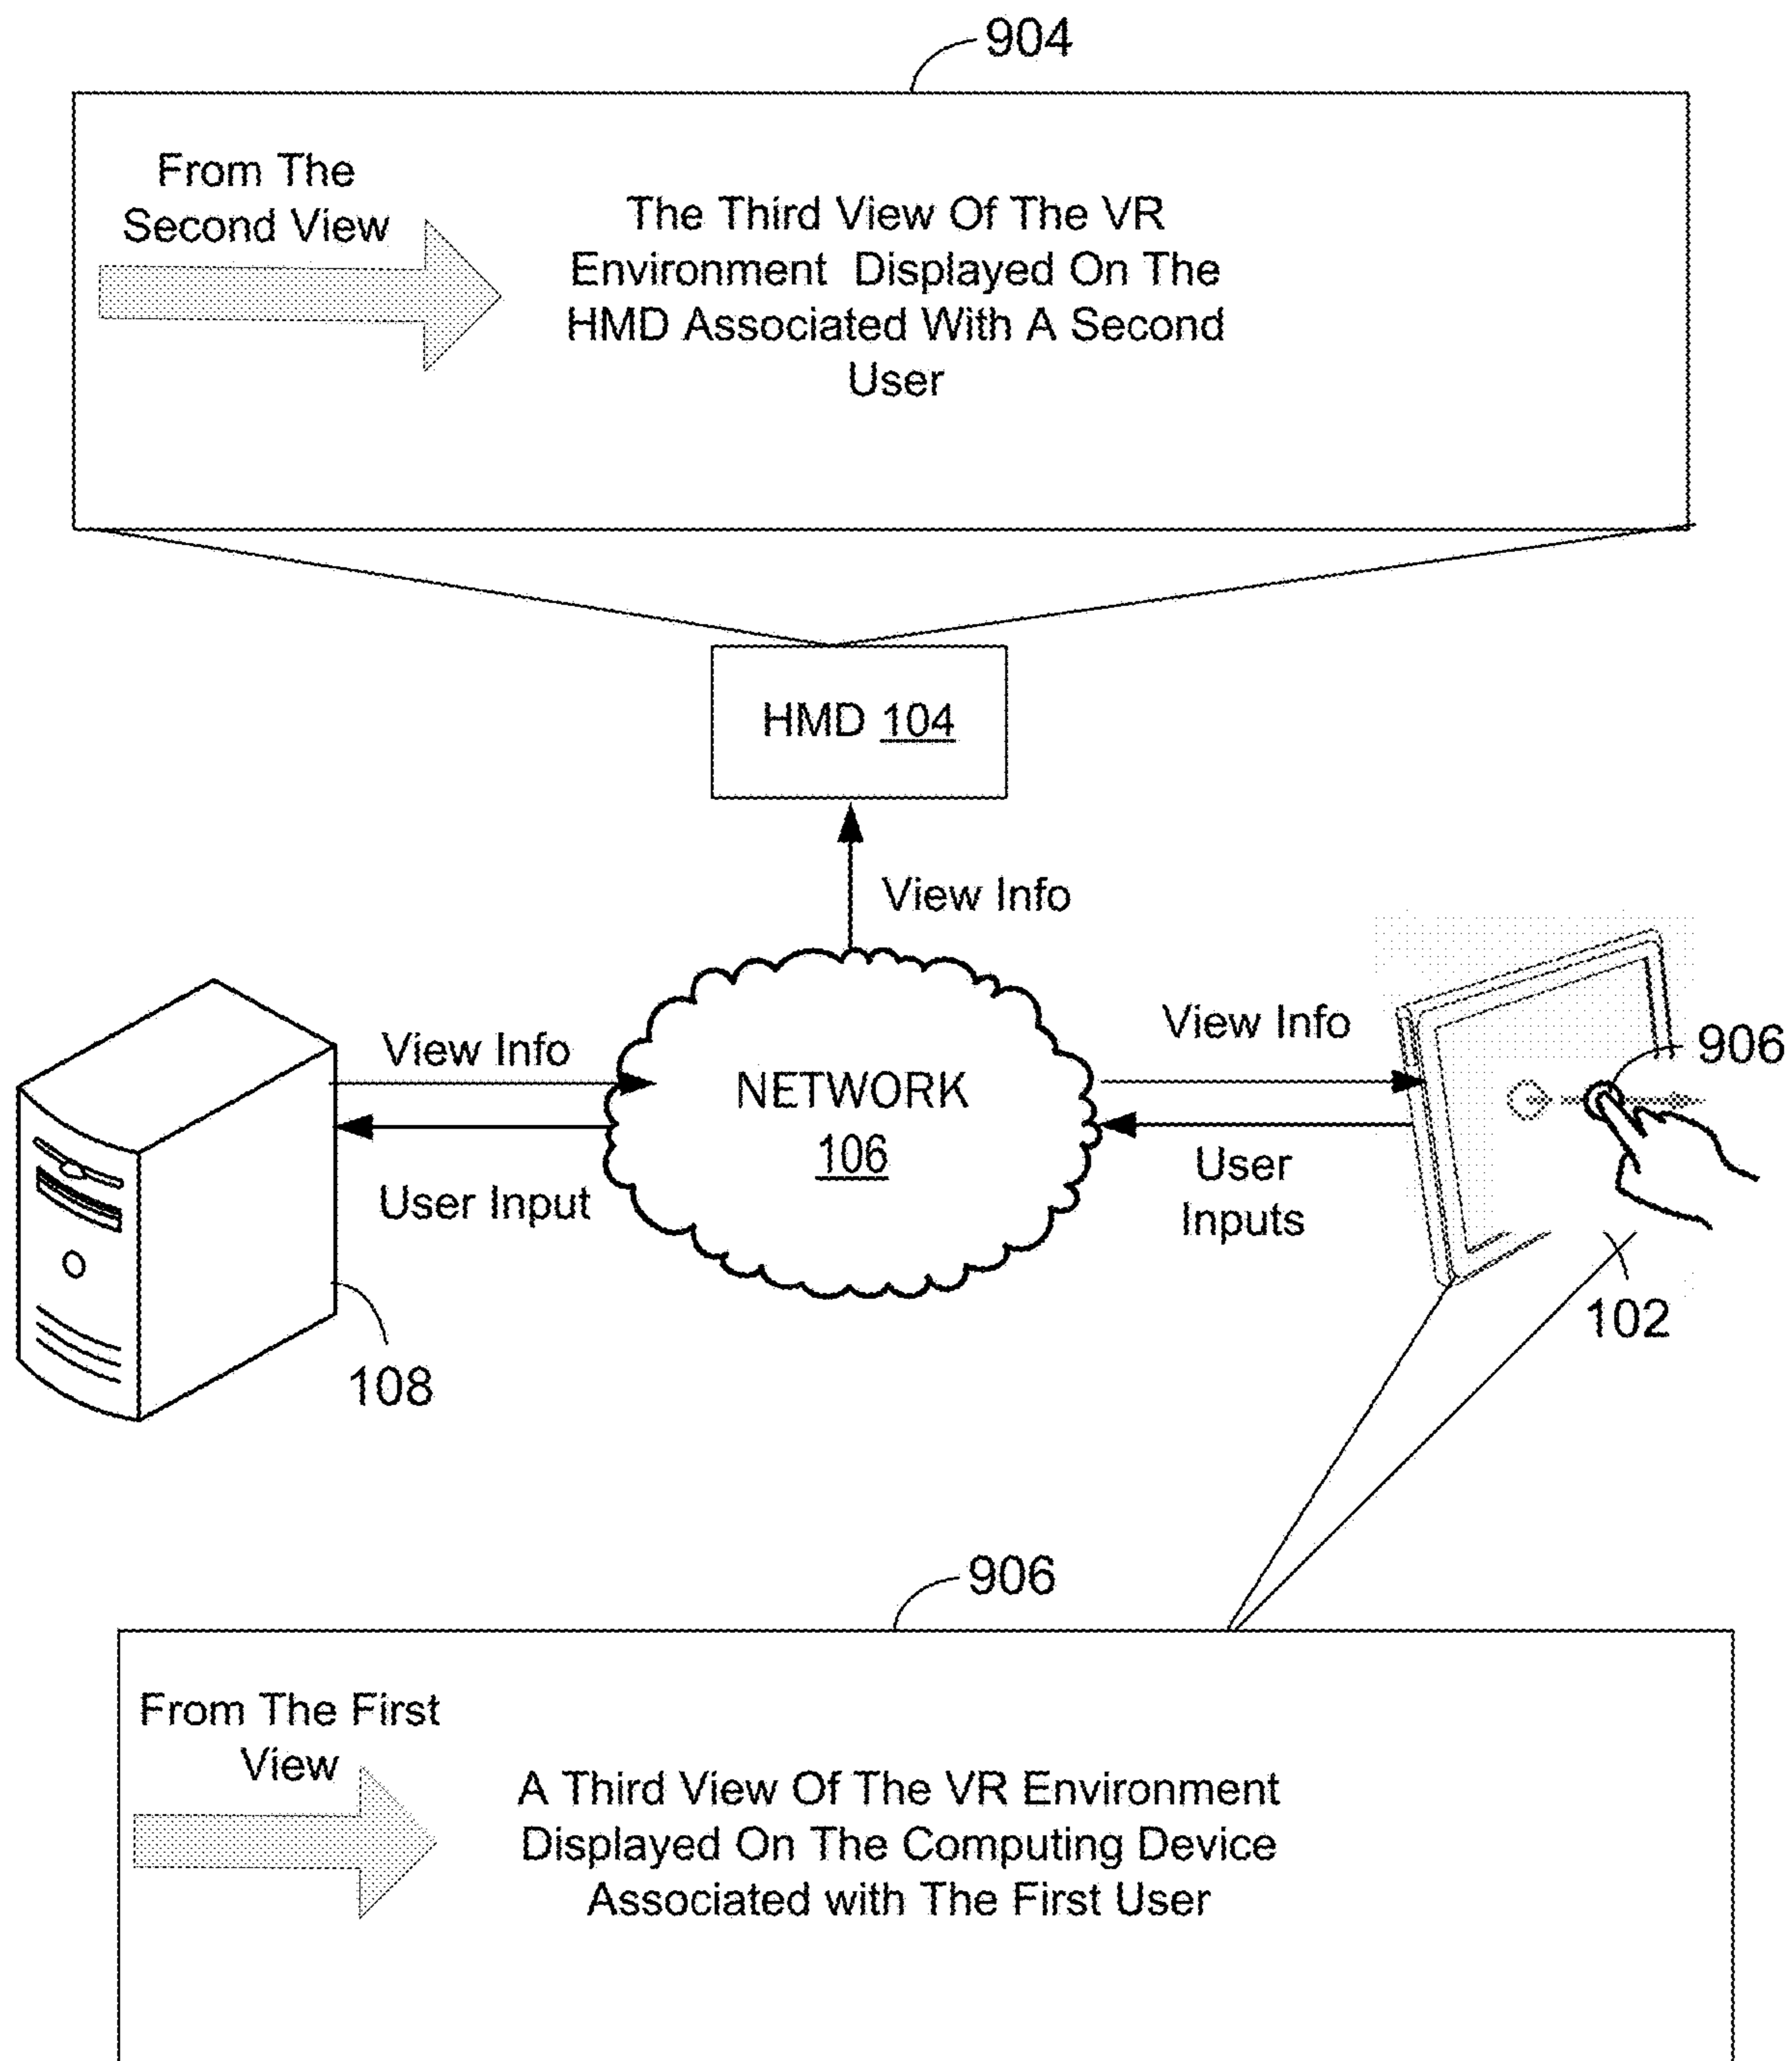 904
From The
Second View
The Third View Of The VR
Environment Displayed On The
HMD Associated With A Second
User
HMD 104
View Info
View Info
View Info
906
NETWORK
106
User Input
User
Inputs
102
108
906
From The First
View
A Third View Of The VR Environment
Displayed On The Computing Device
Associated with The First User